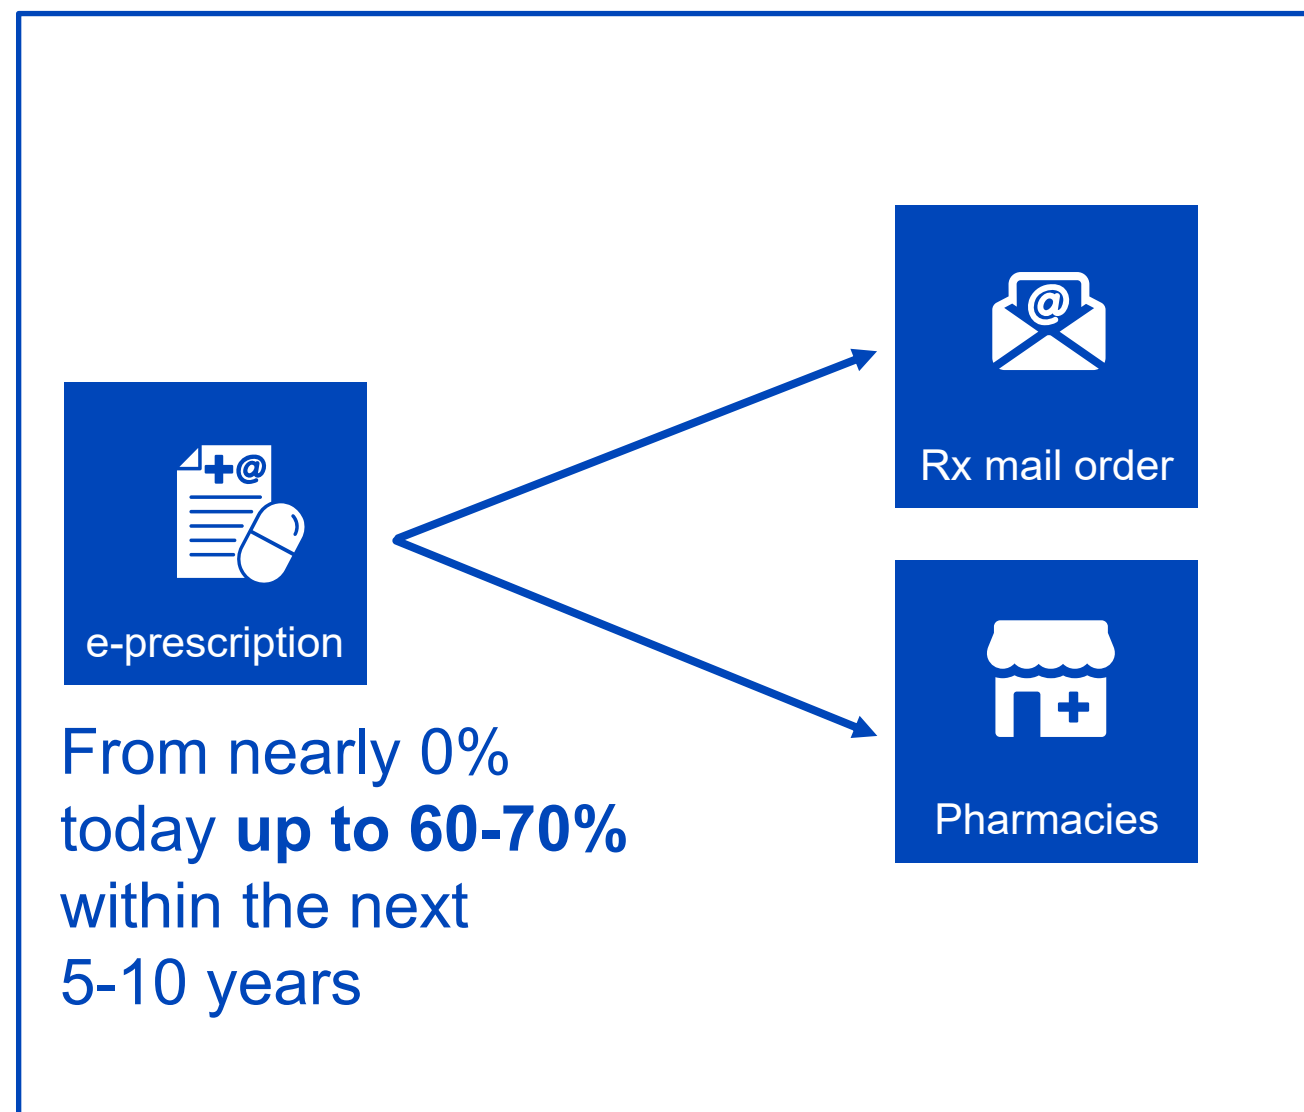 +@
e-prescription
From nearly 0%
today up to 60-70%
within the next
5-10 years
@
Rx mail order
Pharmacies